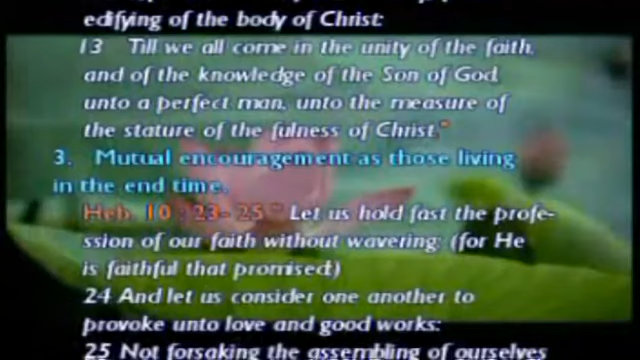 edifying of the body of Christ:
13 Till we all come in the unity of the faith,
and of the knowledge of the Son of God,
unto a perfect man, unto the measure of
the stature of the fulness of Christ."
3. Mutual encouragement as those living
in the end time.
Heb. 10 : 23- 25 " Let us hold fast the profe-
ssion of our faith without wavering; (for He
is faithful that promised;)
24 And let us consider one another to
provoke unto love and good works:
25 Not forsaking the assembling of ourselves